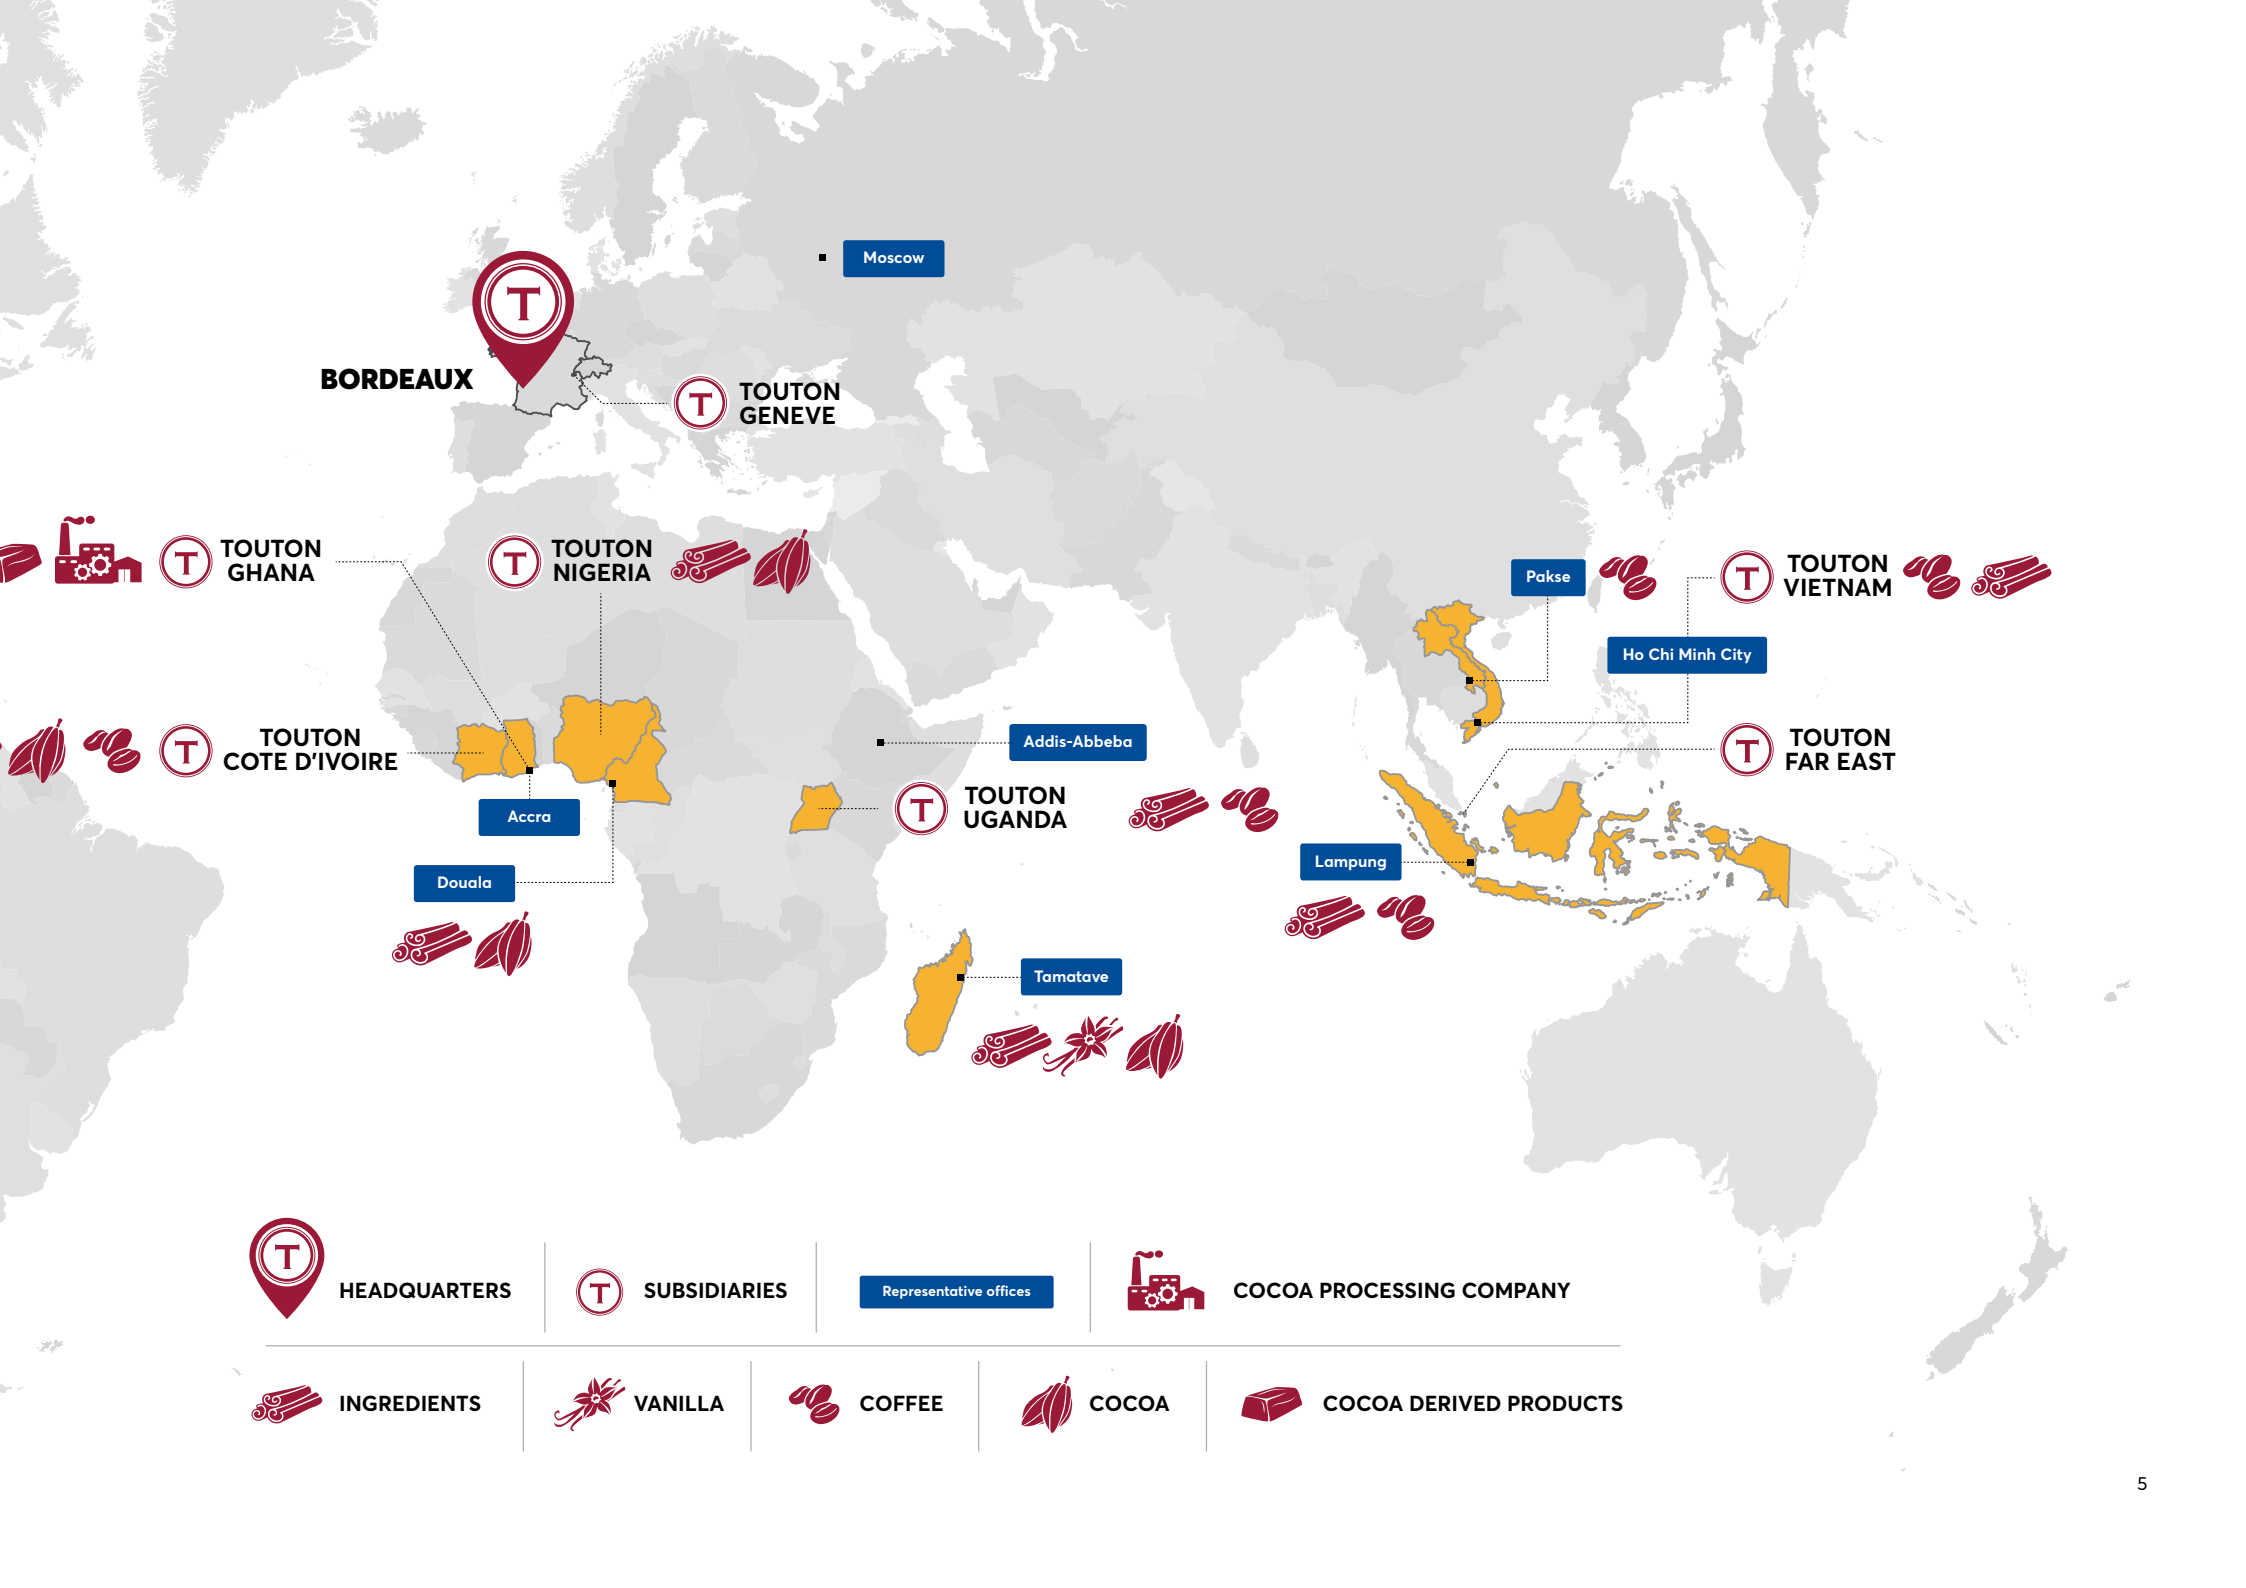 Moscow
BORDEAUX
TOUTON
GENEVE
TOUTON
GHANA
TOUTON
NIGERIA
Pakse
TOUTON
VIETNAM
Ho Chi Minh City
TOUTON
COTE D'IVOIRE
Addis-Abbeba
TOUTON
FAR EAST
Accra
TOUTON
UGANDA
Lampung
Douala
Tamatave
T
T
T
T
T
T
T
T
HEADQUARTERS
T
SUBSIDIARIES
T
Representative offices
COCOA PROCESSING COMPANY
INGREDIENTS
VANILLA
COFFEE
COCOA
COCOA DERIVED PRODUCTS
5